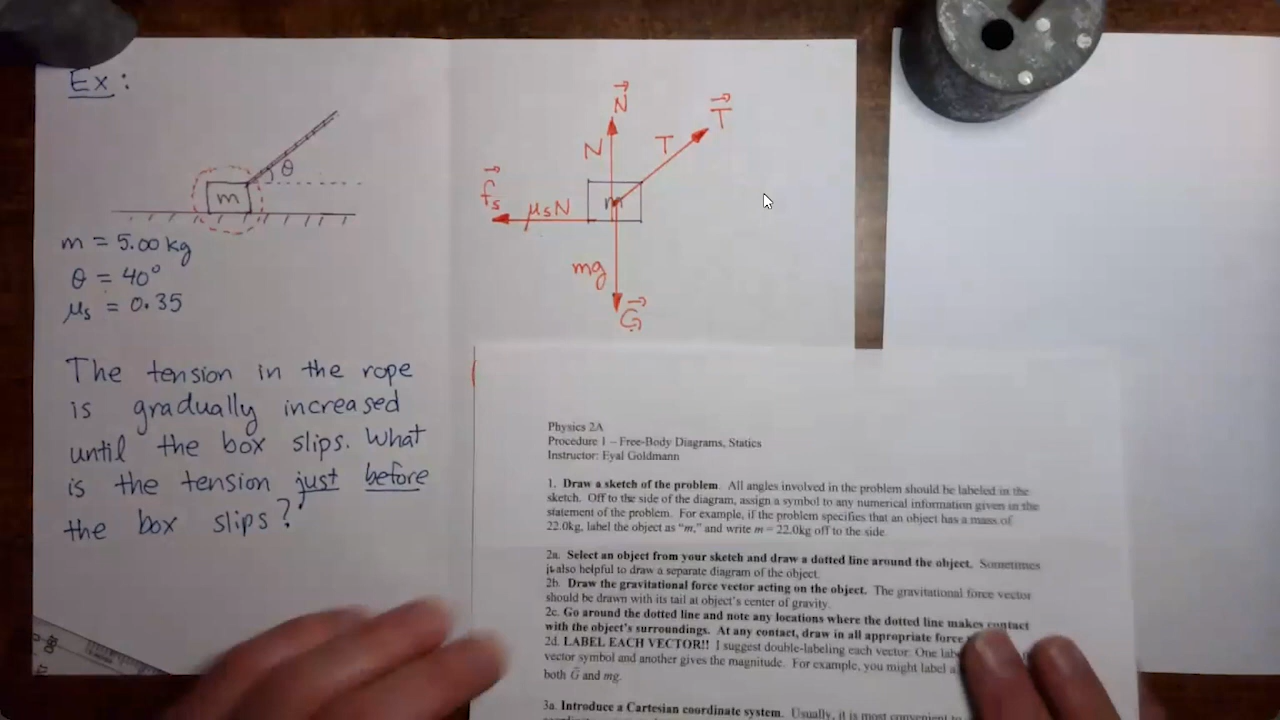 Ex:
θ
m
m = 5.00 kg
θ = 40°
μs = 0.35
The tension in the rope
is gradually increased
until the box slips. What
is the tension just before
the box slips?
N⃗
T⃗
N
T
f⃗s
μsN
m
mg
G⃗
Physics 2A
Procedure 1 – Free-Body Diagrams, Statics
Instructor: Eyal Goldmann
1. Draw a sketch of the problem. All angles involved in the problem should be labeled in the
sketch. Off to the side of the diagram, assign a symbol to any numerical information given in the
statement of the problem. For example, if the problem specifies that an object has a mass of
22.0kg, label the object as “m,” and write m = 22.0kg off to the side.
2a. Select an object from your sketch and draw a dotted line around the object. Sometimes
also helpful to draw a separate diagram of the object.
2b. Draw the gravitational force vector acting on the object. The gravitational force vector
should be drawn with its tail at object's center of gravity.
2c. Go around the dotted line and note any locations where the dotted line makes contact
with the object's surroundings. At any contact, draw in all appropriate force
2d. LABEL EACH VECTOR!! I suggest double-labeling each vector. One
vector symbol and another gives the magnitude. For example, you might label a
both G⃗ and mg.
3a. Introduce a Cartesian coordinate system. Usually, it is most convenient to